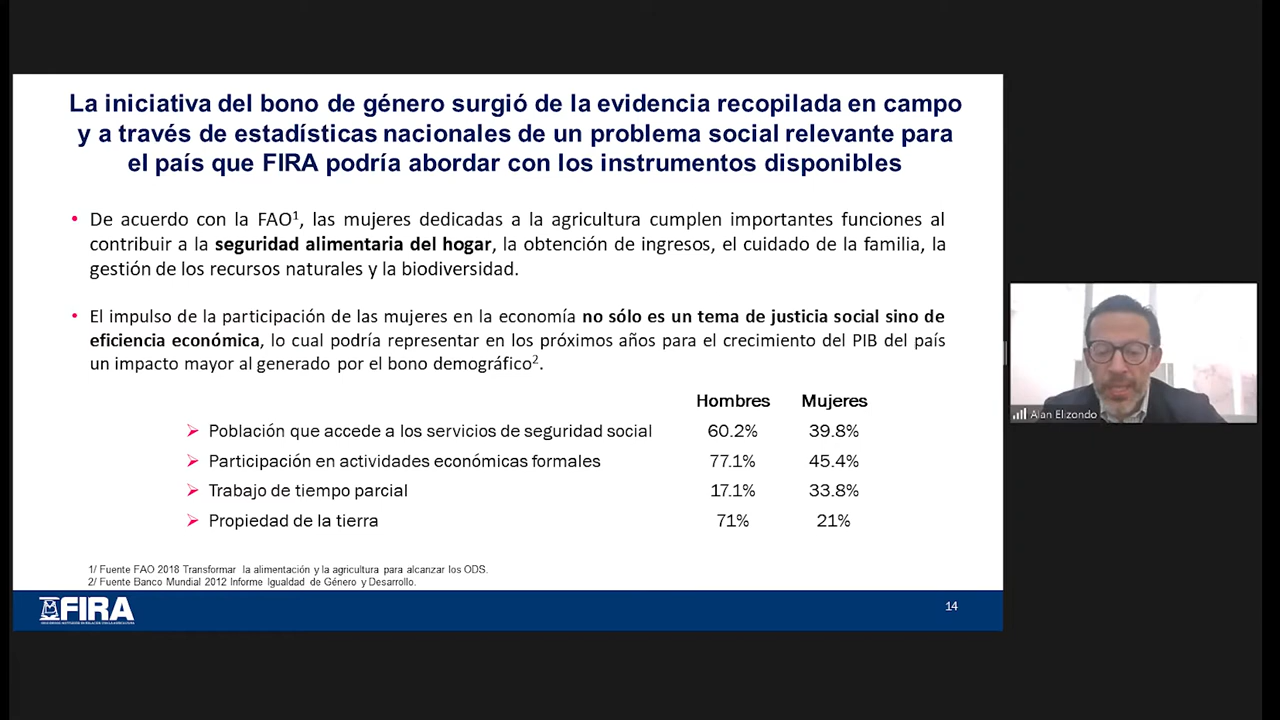 La iniciativa del bono de género surgió de la evidencia recopilada en campo
y a través de estadísticas nacionales de un problema social relevante para
el país que FIRA podría abordar con los instrumentos disponibles
• De acuerdo con la FAO1, las mujeres dedicadas a la agricultura cumplen importantes funciones al
contribuir a la seguridad alimentaria del hogar, la obtención de ingresos, el cuidado de la familia, la
gestión de los recursos naturales y la biodiversidad.
• El impulso de la participación de las mujeres en la economía no sólo es un tema de justicia social sino de
eficiencia económica, lo cual podría representar en los próximos años para el crecimiento del PIB del país
un impacto mayor al generado por el bono demográfico2.
Hombres Mujeres
Población que accede a los servicios de seguridad social 60.2% 39.8%
Participación en actividades económicas formales 77.1% 45.4%
Trabajo de tiempo parcial 17.1% 33.8%
Propiedad de la tierra 71% 21%
1/ Fuente FAO 2018 Transformar la alimentación y la agricultura para alcanzar los ODS.
2/ Fuente Banco Mundial 2012 Informe Igualdad de Género y Desarrollo.
FIRA
14
Alan Elizondo